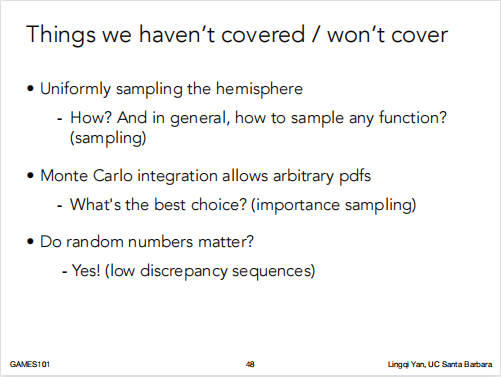 Things we haven’t covered / won’t cover
• Uniformly sampling the hemisphere
- How? And in general, how to sample any function?
(sampling)
• Monte Carlo integration allows arbitrary pdfs
- What's the best choice? (importance sampling)
• Do random numbers matter?
- Yes! (low discrepancy sequences)
GAMES101
48
Lingqi Yan, UC Santa Barbara